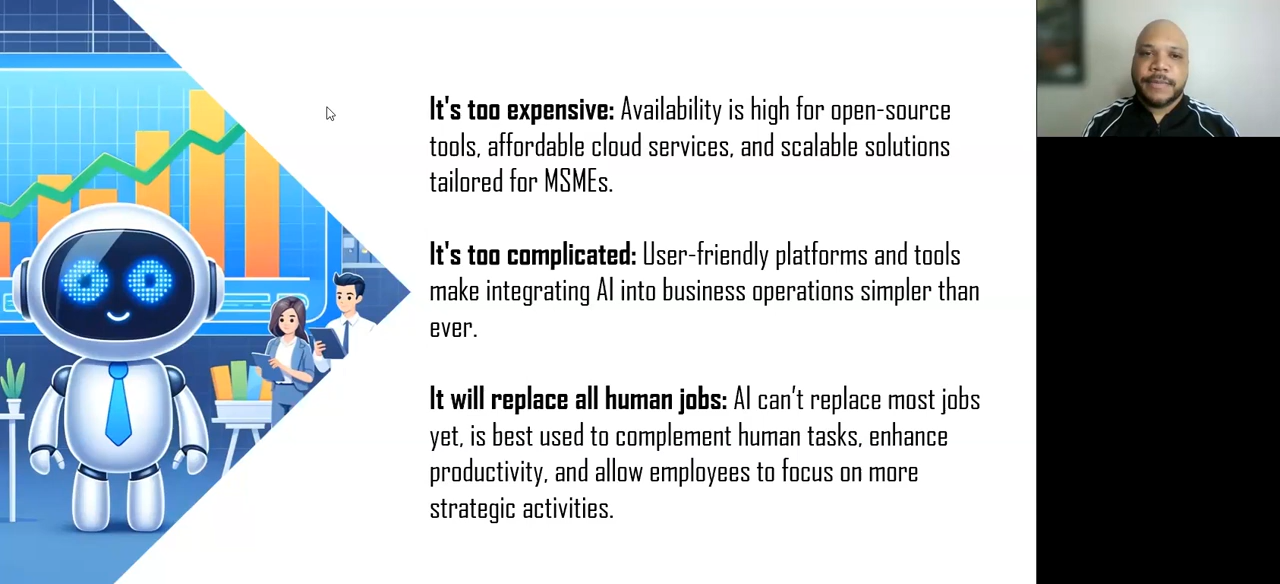 It's too expensive: Availability is high for open-source
tools, affordable cloud services, and scalable solutions
tailored for MSMEs.
It's too complicated: User-friendly platforms and tools
make integrating AI into business operations simpler than
ever.
It will replace all human jobs: AI can't replace most jobs
yet, is best used to complement human tasks, enhance
productivity, and allow employees to focus on more
strategic activities.